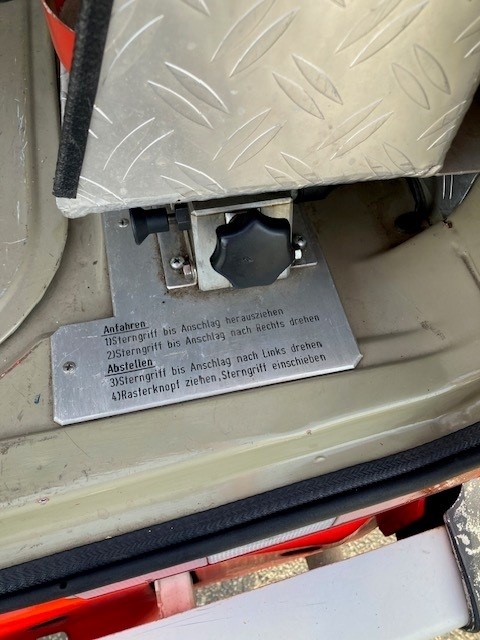 Anfahren
1)Sterngriff bis Anschlag herausziehen
2)Sterngriff bis Anschlag nach Rechts drehen
Abstellen
3)Sterngriff bis Anschlag nach Links drehen
4)Rasterknopf ziehen,Sterngriff einschieben